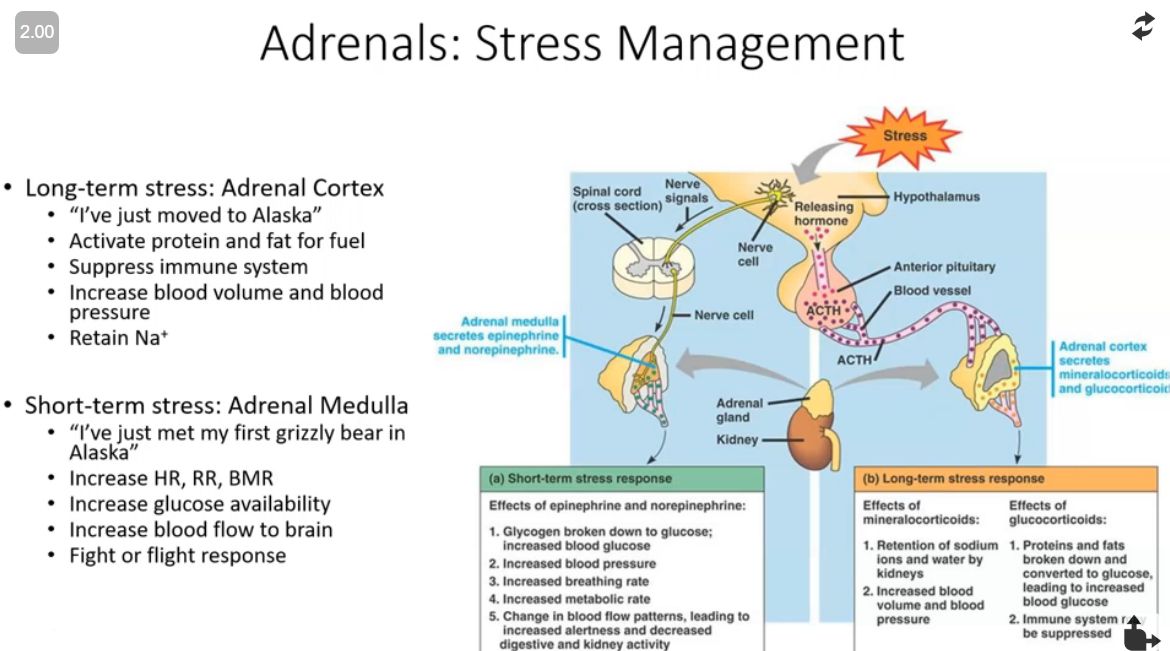 2.00
Adrenals: Stress Management
• Long-term stress: Adrenal Cortex
• “I’ve just moved to Alaska”
• Activate protein and fat for fuel
• Suppress immune system
• Increase blood volume and blood
pressure
• Retain Na⁺
• Short-term stress: Adrenal Medulla
• “I’ve just met my first grizzly bear in
Alaska”
• Increase HR, RR, BMR
• Increase glucose availability
• Increase blood flow to brain
• Fight or flight response
Stress
Spinal cord
(cross section)
Nerve
signals
Releasing
hormone
Hypothalamus
Nerve
cell
Anterior pituitary
Blood vessel
ACTH
Nerve cell
ACTH
Adrenal medulla
secretes epinephrine
and norepinephrine.
Adrenal cortex
secretes
mineralocorticoids
and glucocorticoid
Adrenal
gland
Kidney
(a) Short-term stress response
Effects of epinephrine and norepinephrine:
1. Glycogen broken down to glucose;
increased blood glucose
2. Increased blood pressure
3. Increased breathing rate
4. Increased metabolic rate
5. Change in blood flow patterns, leading to
increased alertness and decreased
digestive and kidney activity
(b) Long-term stress response
Effects of
mineralocorticoids:
1. Retention of sodium
ions and water by
kidneys
2. Increased blood
volume and blood
pressure
Effects of
glucocorticoids:
1. Proteins and fats
broken down and
converted to glucose,
leading to increased
blood glucose
2. Immune system
be suppressed